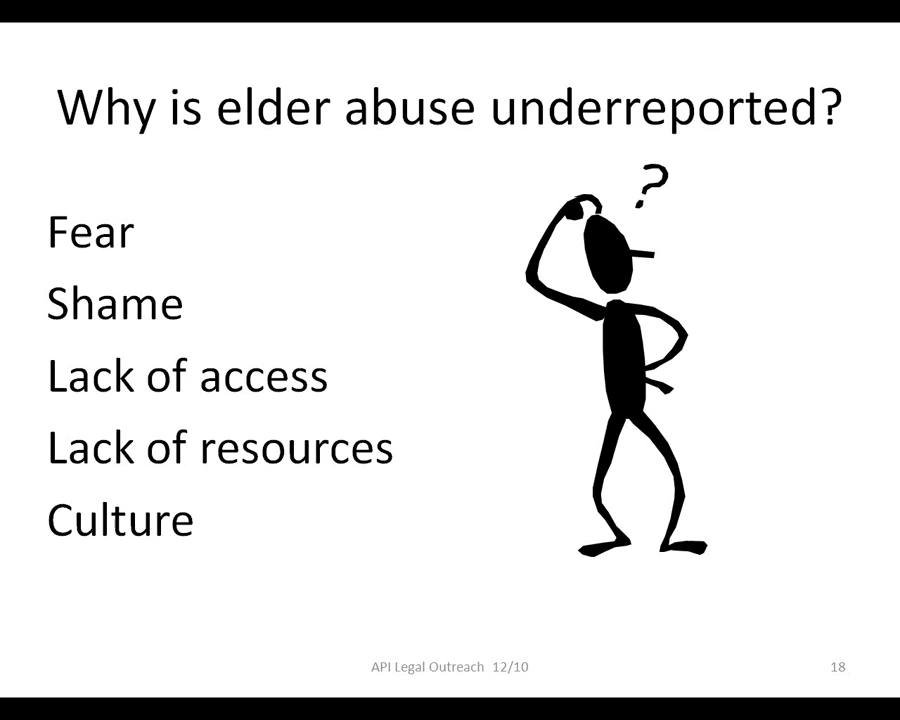 Why is elder abuse underreported?
?
Fear
Shame
Lack of access
Lack of resources
Culture
API Legal Outreach 12/10
18